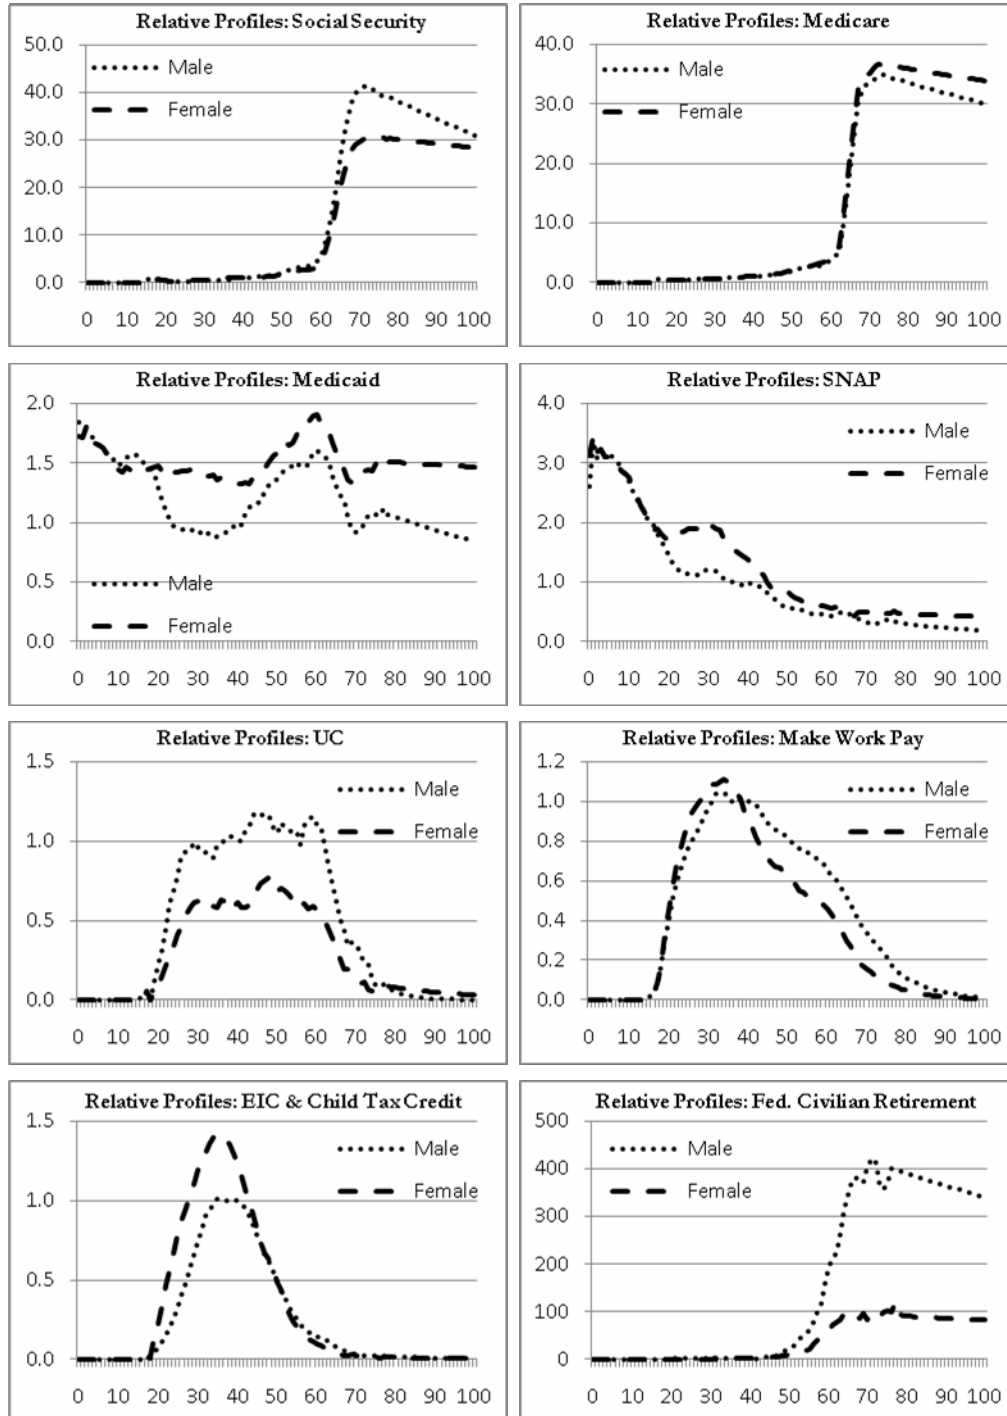 Relative Profiles: Social Security
50.0
40.0
30.0
20.0
10.0
0.0
Male
Female
0 10 20 30 40 50 60 70 80 90 100
Relative Profiles: Medicare
40.0
30.0
20.0
10.0
0.0
Male
Female
0 10 20 30 40 50 60 70 80 90 100
Relative Profiles: Medicaid
2.0
1.5
1.0
0.5
0.0
Male
Female
0 10 20 30 40 50 60 70 80 90 100
Relative Profiles: SNAP
4.0
3.0
2.0
1.0
0.0
Male
Female
0 10 20 30 40 50 60 70 80 90 100
Relative Profiles: UC
1.5
1.0
0.5
0.0
Male
Female
0 10 20 30 40 50 60 70 80 90 100
Relative Profiles: Make Work Pay
1.2
1.0
0.8
0.6
0.4
0.2
0.0
Male
Female
0 10 20 30 40 50 60 70 80 90 100
Relative Profiles: EIC & Child Tax Credit
1.5
1.0
0.5
0.0
Male
Female
0 10 20 30 40 50 60 70 80 90 100
Relative Profiles: Fed. Civilian Retirement
500
400
300
200
100
0
Male
Female
0 10 20 30 40 50 60 70 80 90 100